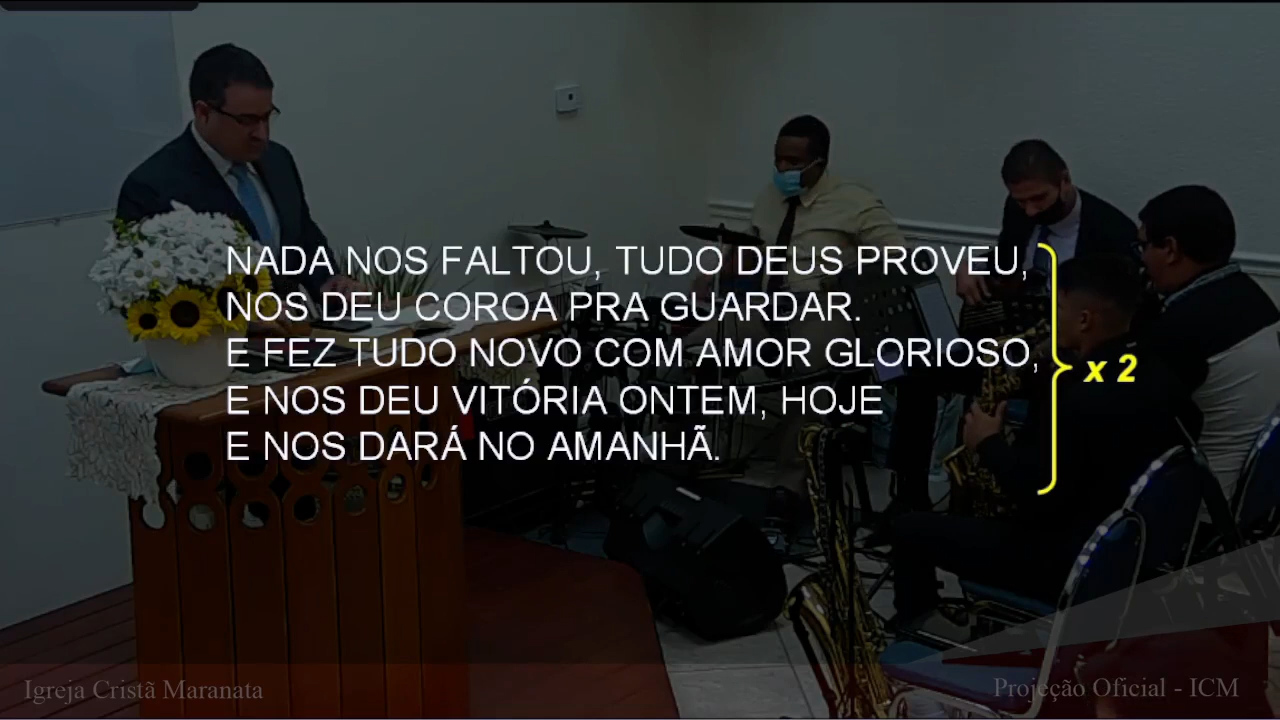 NADA NOS FALTOU, TUDO DEUS PROVEU,
NOS DEU COROA PRA GUARDAR.
E FEZ TUDO NOVO COM AMOR GLORIOSO,
E NOS DEU VITÓRIA ONTEM, HOJE
E NOS DARÁ NO AMANHÃ.
x 2
Igreja Cristã Maranata
Projeção Oficial - ICM